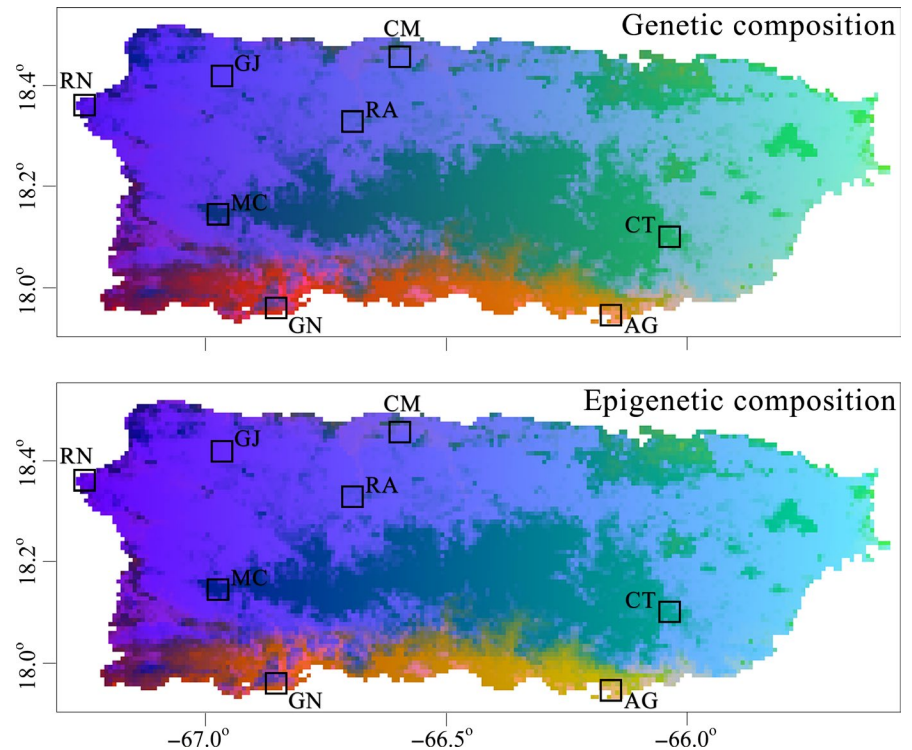 Genetic composition
CM
GJ
RN
RA
MC
CT
GN
AG
18.4°
18.2°
18.0°
Epigenetic composition
CM
GJ
RN
RA
MC
CT
GN
AG
18.4°
18.2°
18.0°
−67.0° −66.5° −66.0°